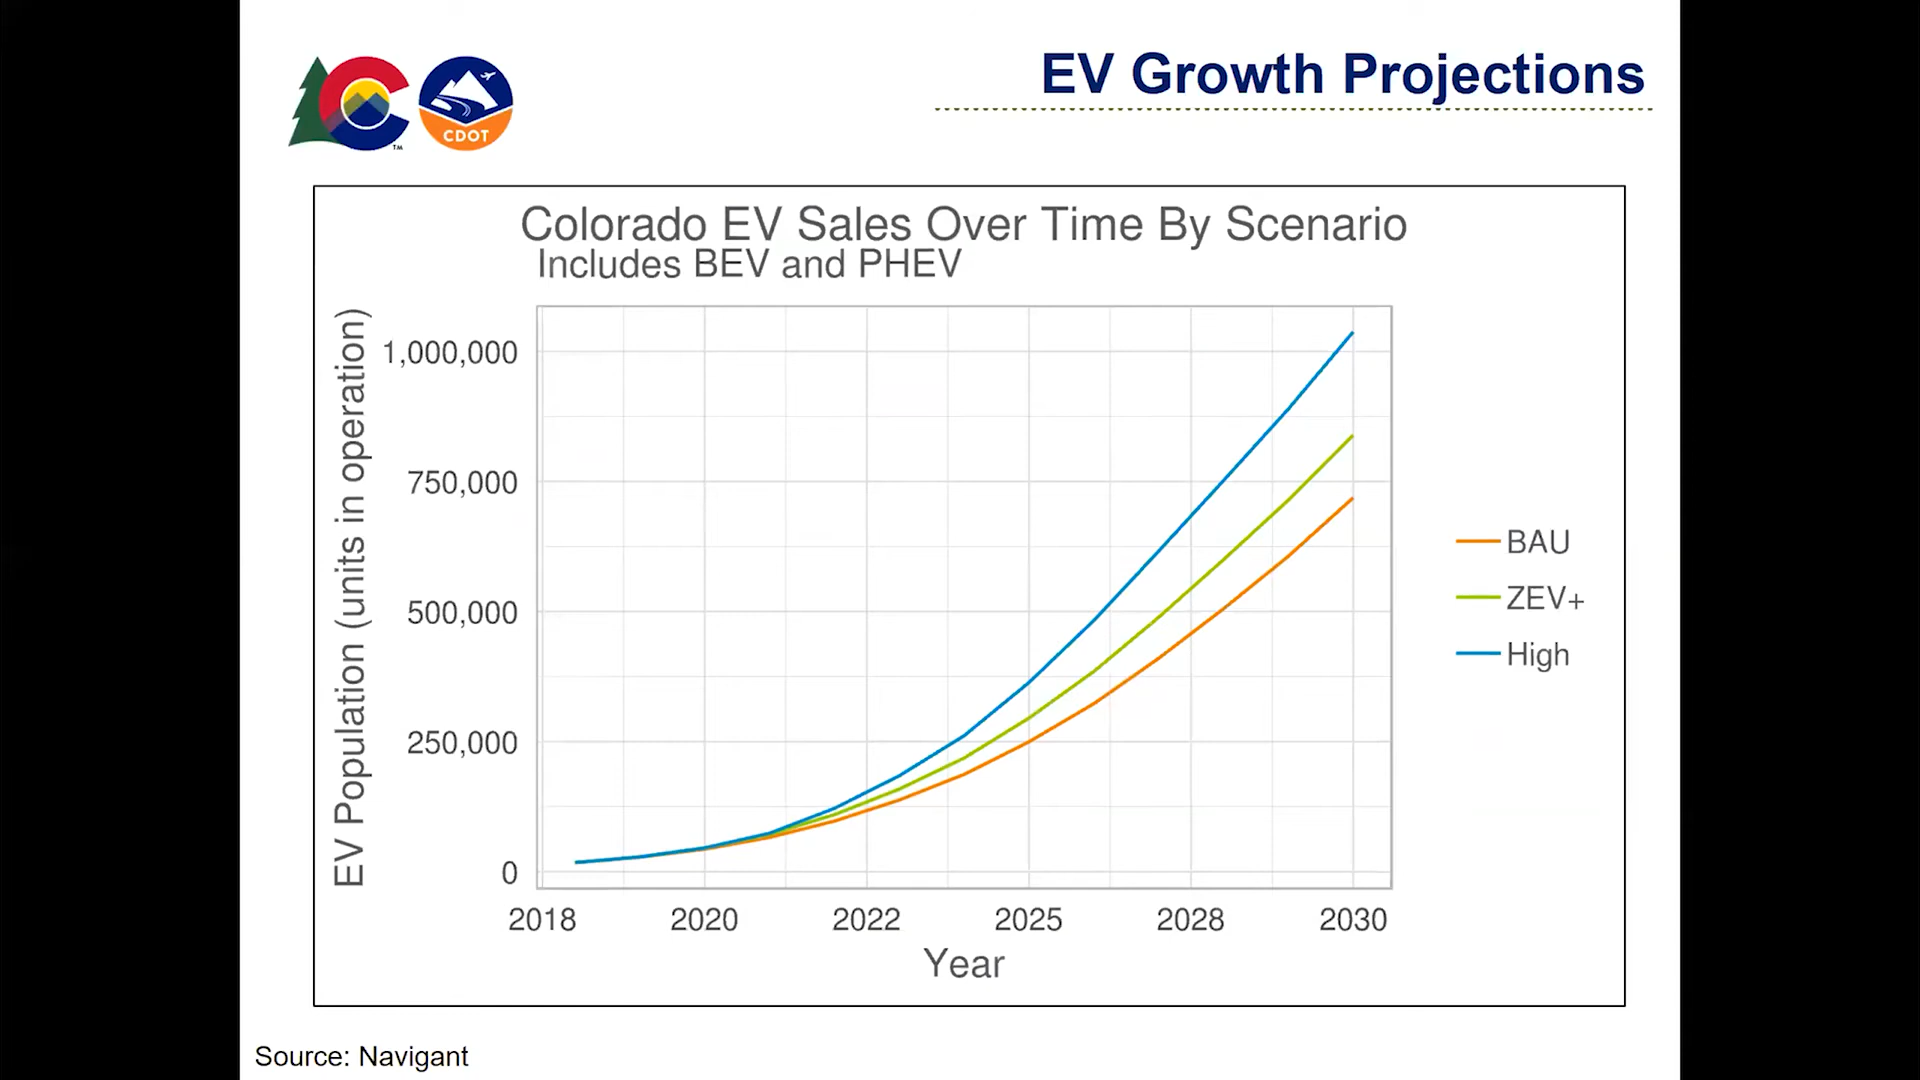 EV Growth Projections
CDOT
TM
Colorado EV Sales Over Time By Scenario
Includes BEV and PHEV
EV Population (units in operation)
1,000,000
750,000
500,000
250,000
0
2018 2020 2022 2025 2028 2030
Year
BAU
ZEV+
High
Source: Navigant